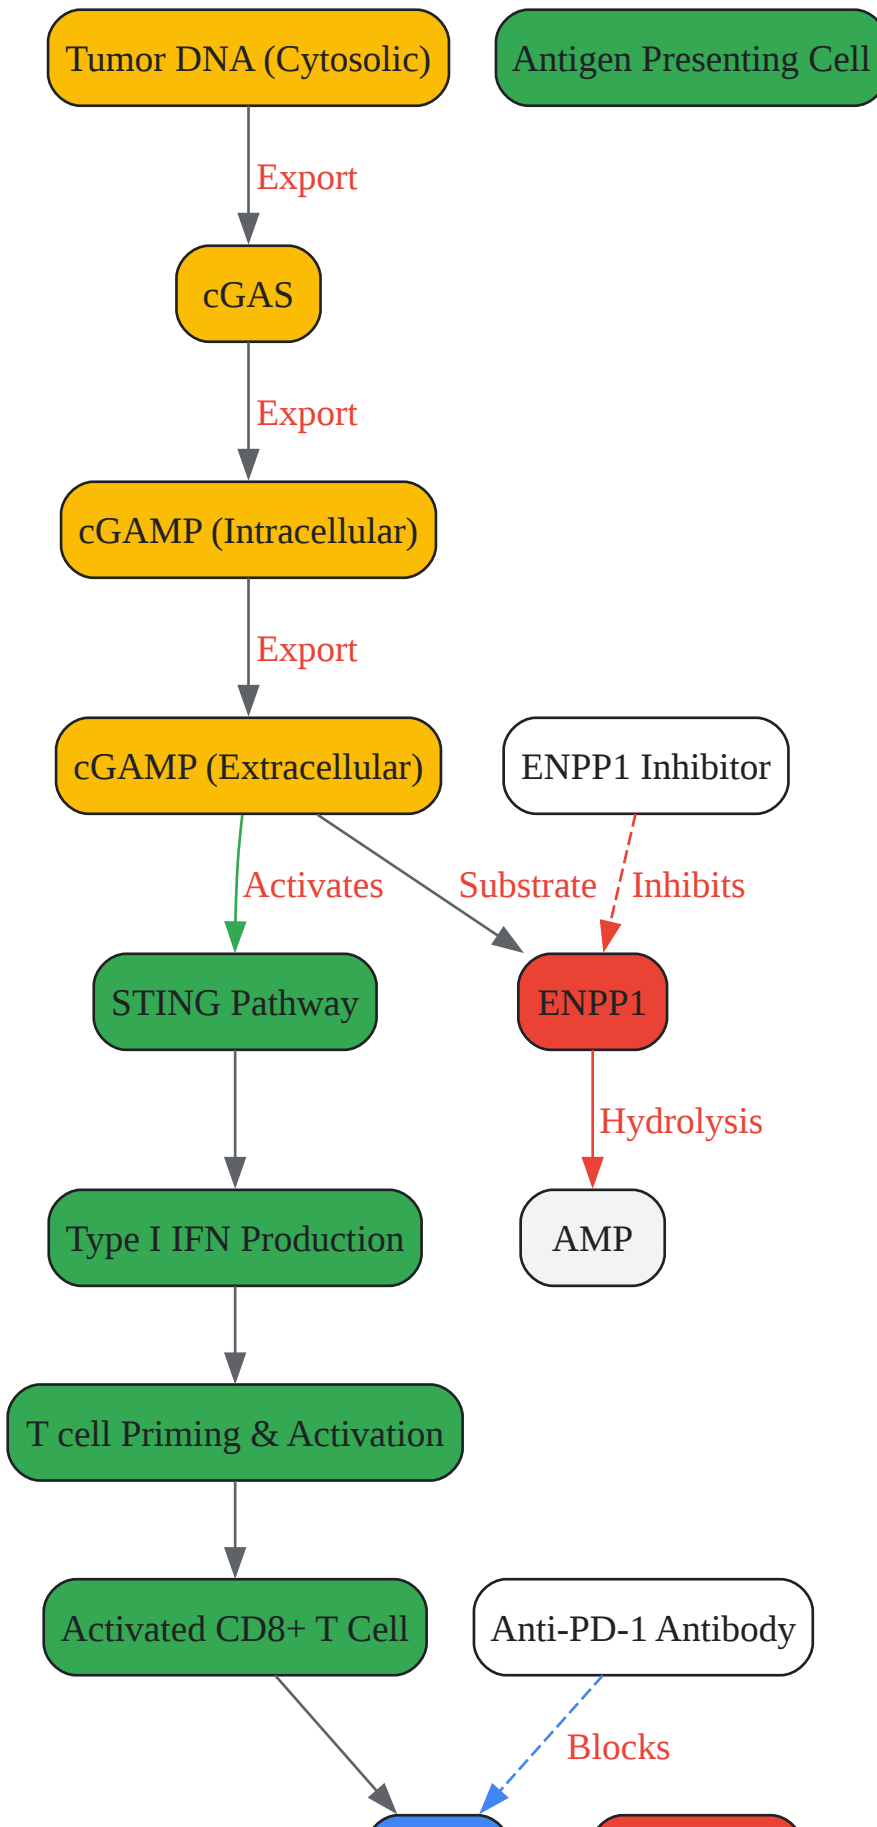 Tumor DNA (Cytosolic)
Antigen Presenting Cell
Export
cGAS
Export
cGAMP (Intracellular)
Export
cGAMP (Extracellular)
ENPP1 Inhibitor
Activates
Substrate
Inhibits
STING Pathway
ENPP1
Hydrolysis
Type I IFN Production
AMP
T cell Priming & Activation
Activated CD8+ T Cell
Anti-PD-1 Antibody
Blocks